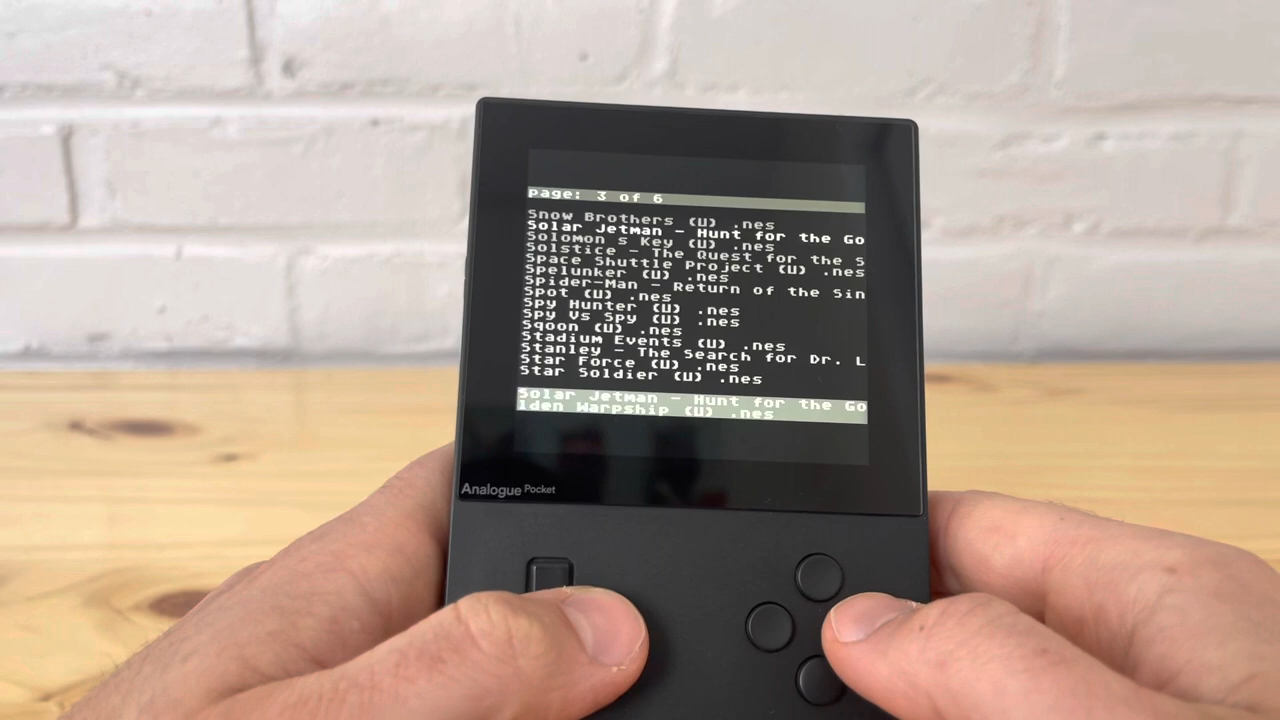 page: 3 of 6
Snow Brothers (U) .nes
Solar Jetman - Hunt for the Go
Solomon s Key (U) .nes
Solstice - The Quest for the S
Space Shuttle Project (U) .nes
Spelunker (U) .nes
Spider-Man - Return of the Sin
Spot (U) .nes
Spy Hunter (U) .nes
Spy Vs Spy (U) .nes
Sqoon (U) .nes
Stadium Events (U) .nes
Stanley - The Search for Dr. L
Star Force (U) .nes
Star Soldier (U) .nes
Solar Jetman - Hunt for the Go
lden Warpship (U) .nes
Analogue Pocket